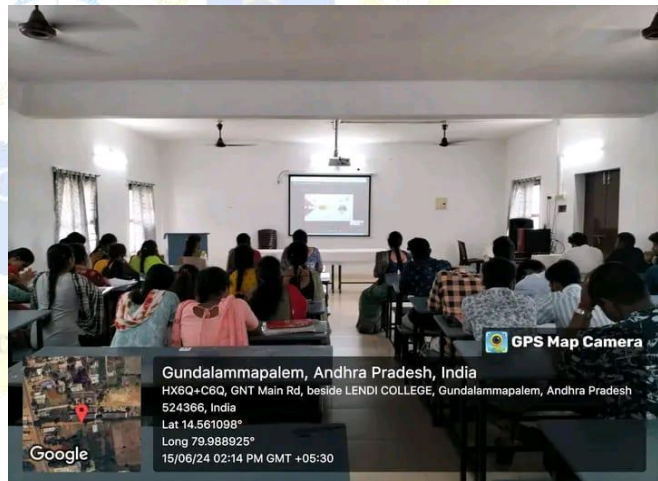 GPS Map Camera
Gundalammapalem, Andhra Pradesh, India
HX6Q+C6Q, GNT Main Rd, beside LENDI COLLEGE, Gundalammapalem, Andhra Pradesh
524366, India
Lat 14.561098°
Long 79.988925°
15/06/24 02:14 PM GMT +05:30
Google